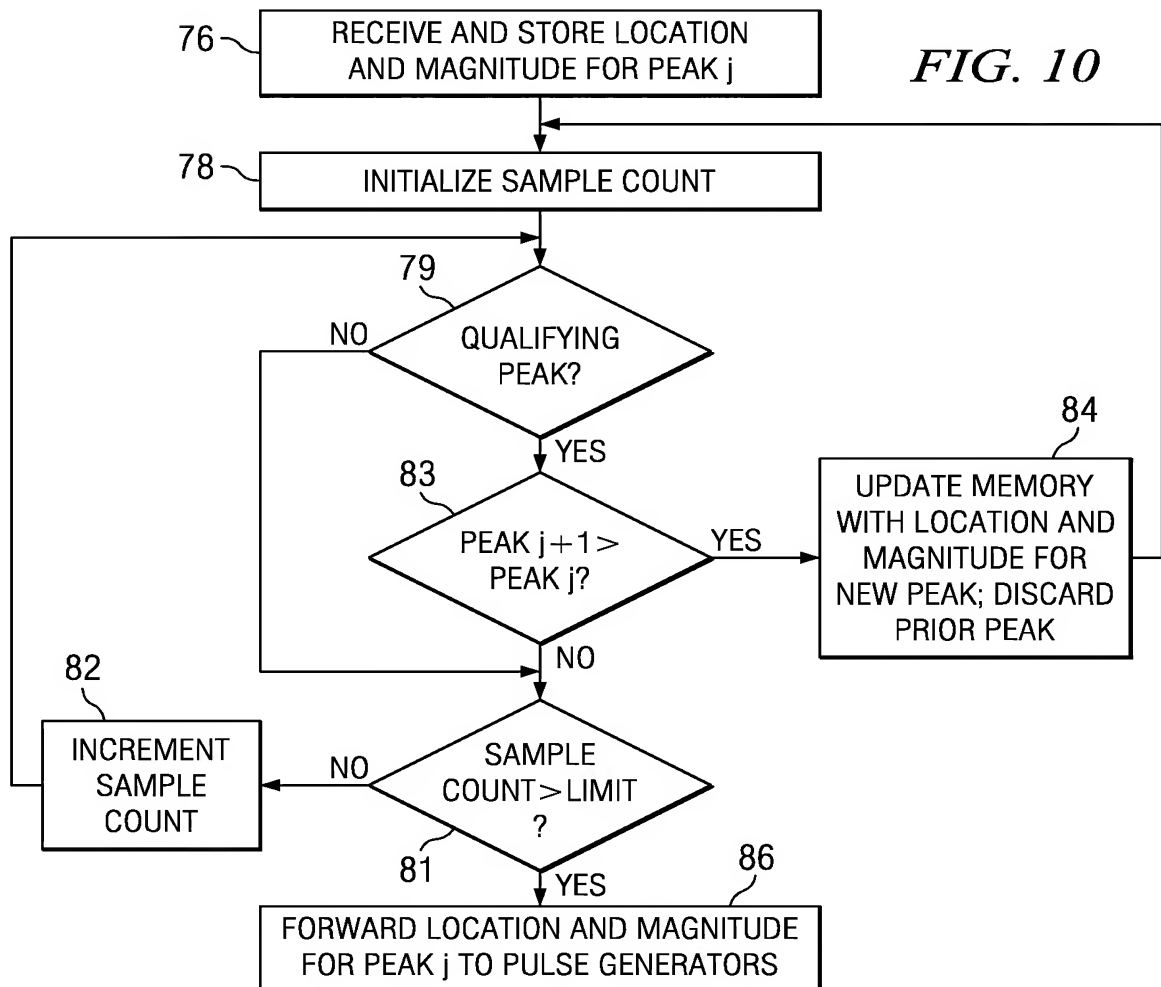 76
RECEIVE AND STORE LOCATION
AND MAGNITUDE FOR PEAK j
FIG. 10
78
INITIALIZE SAMPLE COUNT
79
NO
QUALIFYING
PEAK?
YES
83
PEAK j+1>
PEAK j?
YES
84
UPDATE MEMORY
WITH LOCATION AND
MAGNITUDE FOR
NEW PEAK; DISCARD
PRIOR PEAK
NO
82
INCREMENT
SAMPLE
COUNT
NO
SAMPLE
COUNT>LIMIT
?
81
YES
86
FORWARD LOCATION AND MAGNITUDE
FOR PEAK j TO PULSE GENERATORS